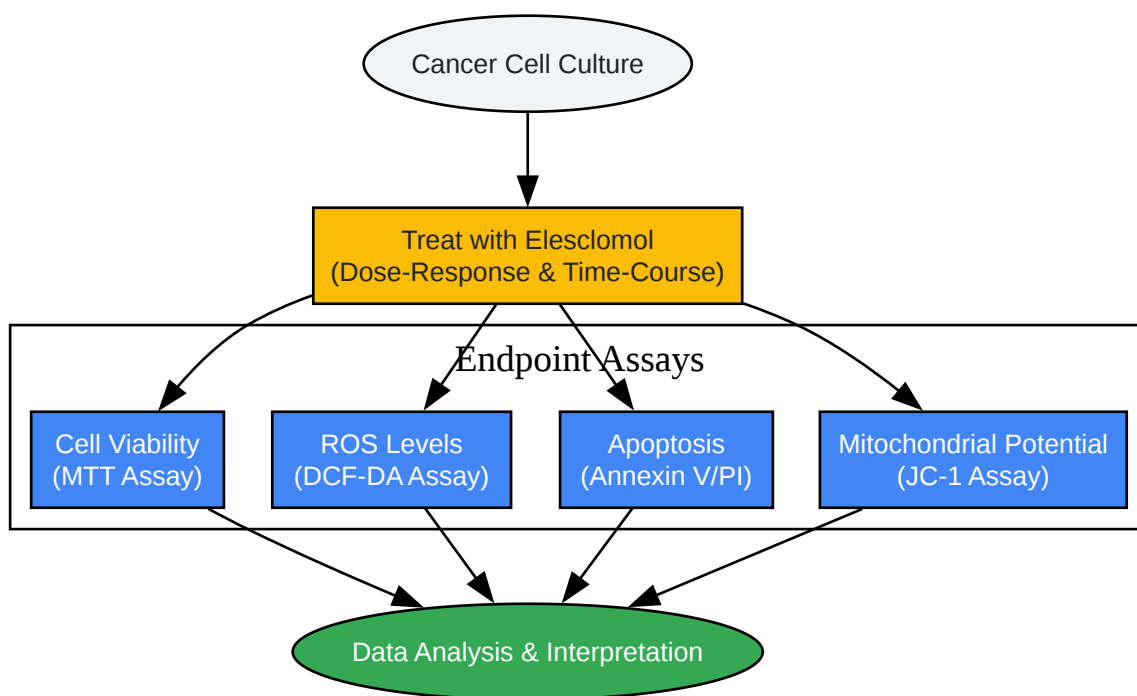 Cancer Cell Culture
Treat with Elesclomol
(Dose-Response & Time-Course)
Endpoint Assays
Cell Viability
(MTT Assay)
ROS Levels
(DCF-DA Assay)
Apoptosis
(Annexin V/PI)
Mitochondrial Potential
(JC-1 Assay)
Data Analysis & Interpretation